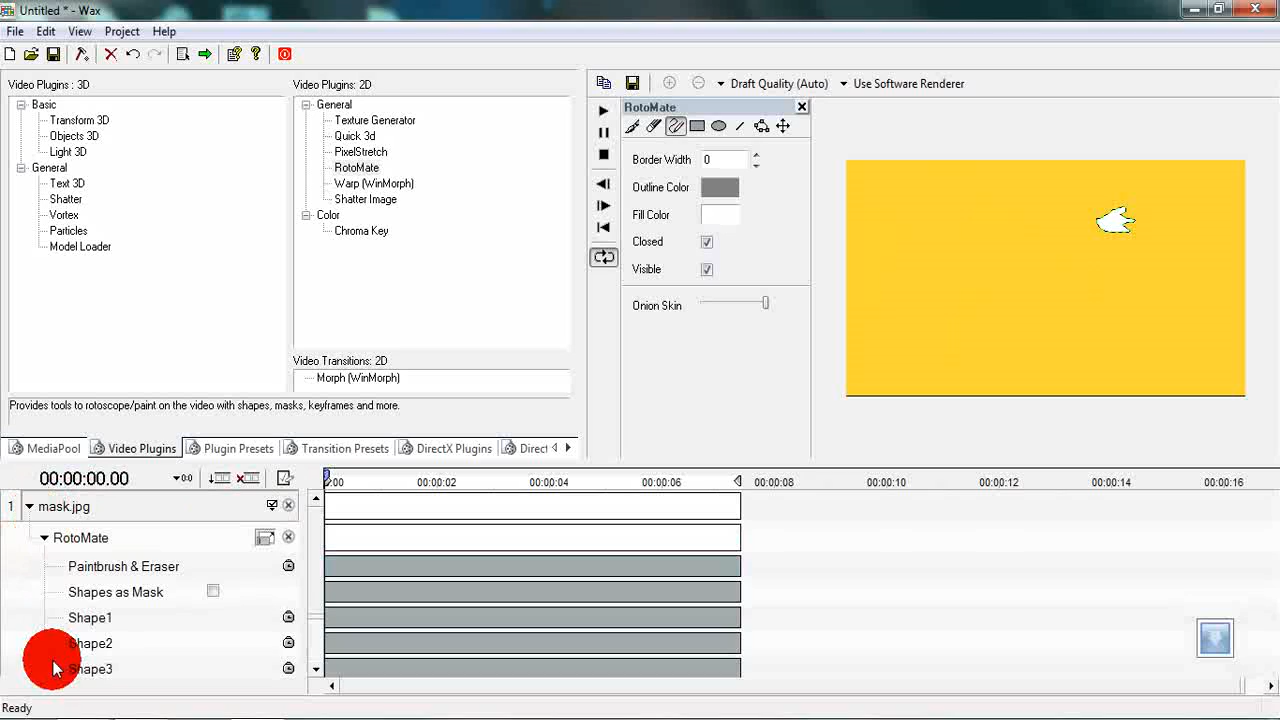 Untitled * - Wax
File Edit View Project Help
Video Plugins : 3D
Basic
Transform 3D
Objects 3D
Light 3D
General
Text 3D
Shatter
Vortex
Particles
Model Loader
Video Plugins: 2D
General
Texture Generator
Quick 3d
PixelStretch
RotoMate
Warp (WinMorph)
Shatter Image
Color
Chroma Key
Video Transitions: 2D
Morph (WinMorph)
Provides tools to rotoscope/paint on the video with shapes, masks, keyframes and more.
MediaPool Video Plugins Plugin Presets Transition Presets DirectX Plugins Direct
Draft Quality (Auto) Use Software Renderer
RotoMate
Border Width 0
Outline Color
Fill Color
Closed
Visible
Onion Skin
00:00:00.00 0:0 00:00:02 00:00:04 00:00:06 00:00:08 00:00:10 00:00:12 00:00:14 00:00:16
1 mask.jpg
RotoMate
Paintbrush & Eraser
Shapes as Mask
Shape1
Shape2
Shape3
Ready